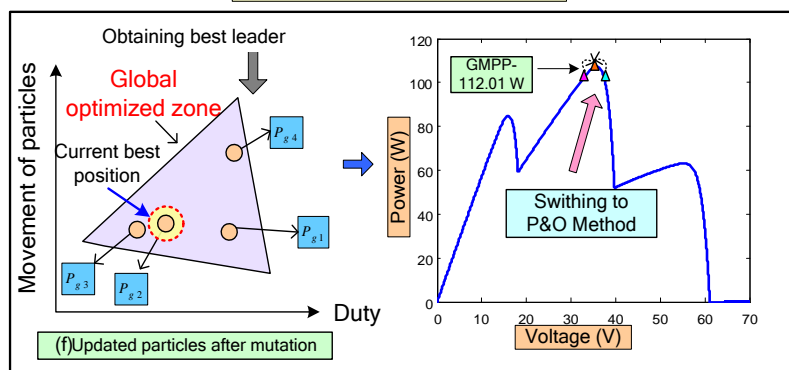 Obtaining best leader
Global
optimized zone
Current best
position
Movement of particles
P g 4
P g 1
P g 3
P g 2
Duty
(f)Updated particles after mutation
120
100
80
60
40
20
0
Power (W)
GMPP-
112.01 W
Swithing to
P&O Method
0 10 20 30 40 50 60 70
Voltage (V)